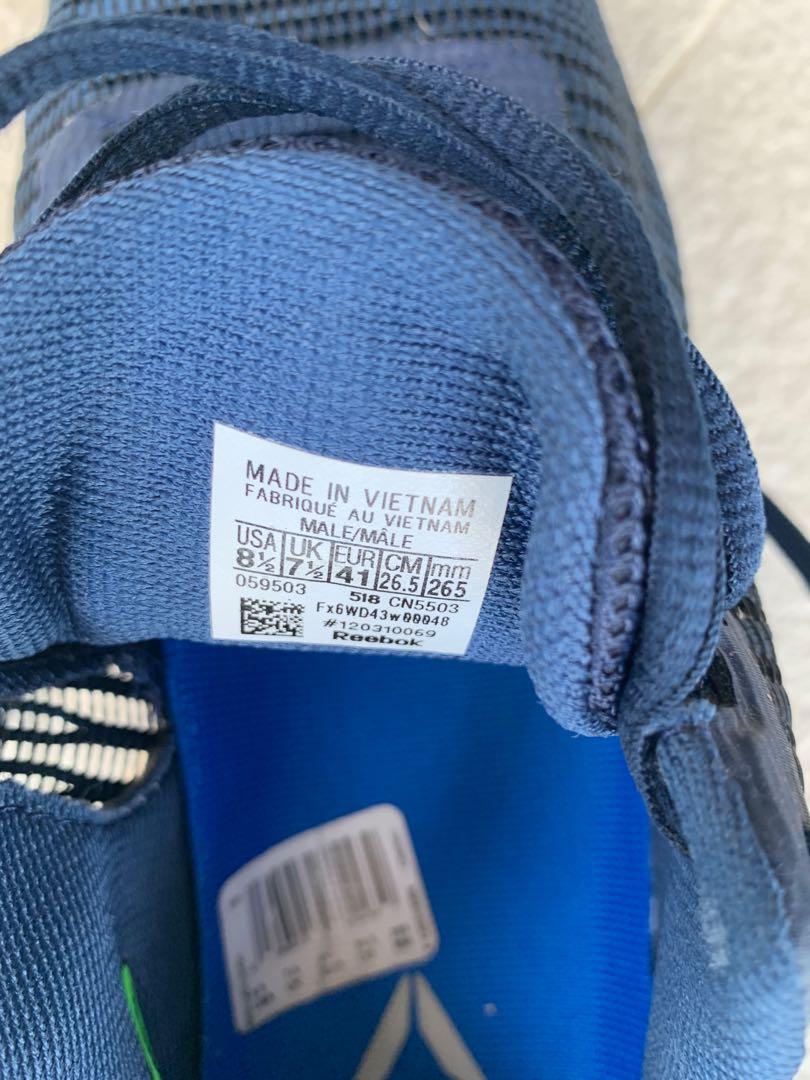 MADE IN VIETNAM
FABRIQUÉ AU VIETNAM
MALE/MÂLE
USA UK EUR CM mm
8½ 7½ 41 26.5 265
059503 518 CN5503
Fx6WD43w00048
#120310069
Reebok